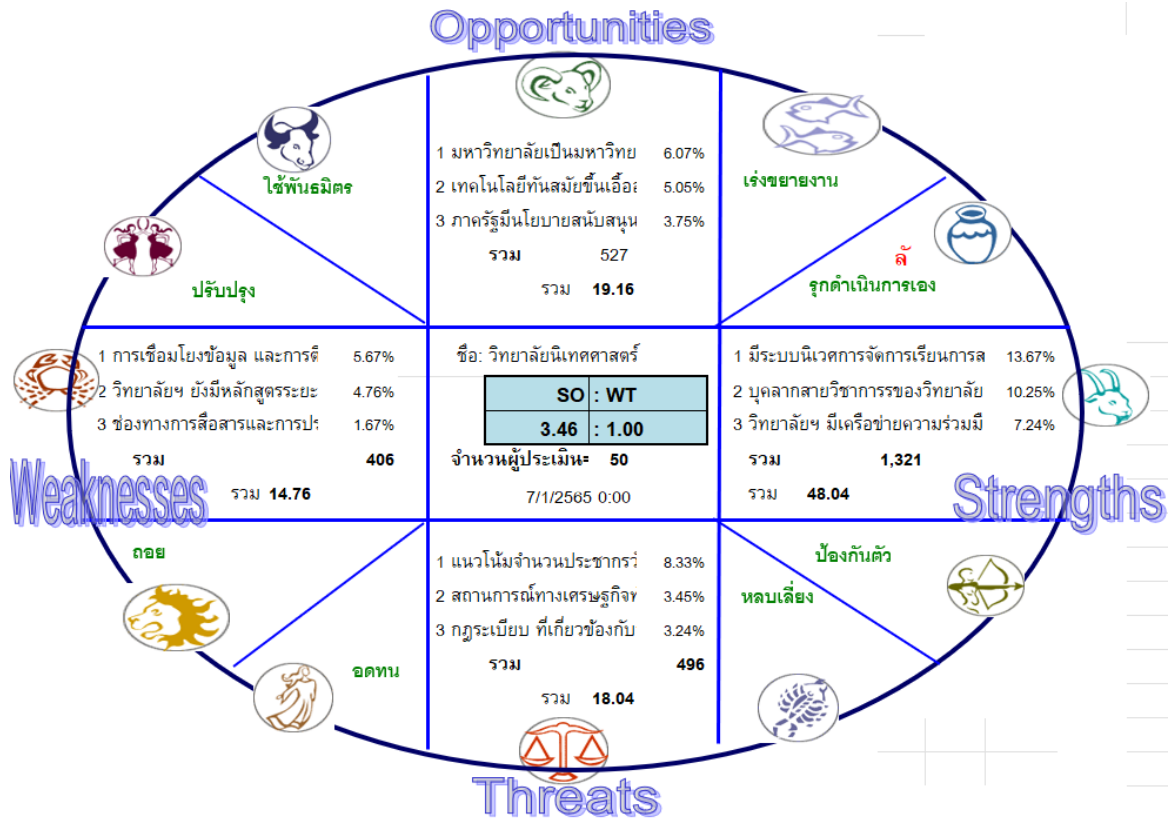 Opportunities
1 มหาวิทยาลัยเป็นมหาวิทย 6.07%
2 เทคโนโลยีทันสมัยขึ้นเอื้ออ 5.05%
3 ภาครัฐมีนโยบายสนับสนุน 3.75%
รวม 527
รวม 19.16
ใช้พันธมิตร
ปรับปรุง
เร่งขยายงาน
ลั
รุกดำเนินการเอง
1 การเชื่อมโยงข้อมูล และการติ 5.67%
2 วิทยาลัยฯ ยังมีหลักสูตรระยะ 4.76%
3 ช่องทางการสื่อสารและการปร 1.67%
รวม 406
รวม 14.76
Weaknesses
ชื่อ: วิทยาลัยนิเทศศาสตร์
SO : WT
3.46 : 1.00
จำนวนผู้ประเมิน= 50
7/1/2565 0:00
1 มีระบบนิเวศการจัดการเรียนการส 13.67%
2 บุคลากรสายวิชาการรของวิทยาลัย 10.25%
3 วิทยาลัยฯ มีเครือข่ายความร่วมมื 7.24%
รวม 1,321
รวม 48.04
Strengths
ถอย
อดทน
1 แนวโน้มจำนวนประชากรวั 8.33%
2 สถานการณ์ทางเศรษฐกิจท 3.45%
3 กฎระเบียบ ที่เกี่ยวข้องกับ 3.24%
รวม 496
รวม 18.04
ป้องกันตัว
หลบเลี่ยง
Threats